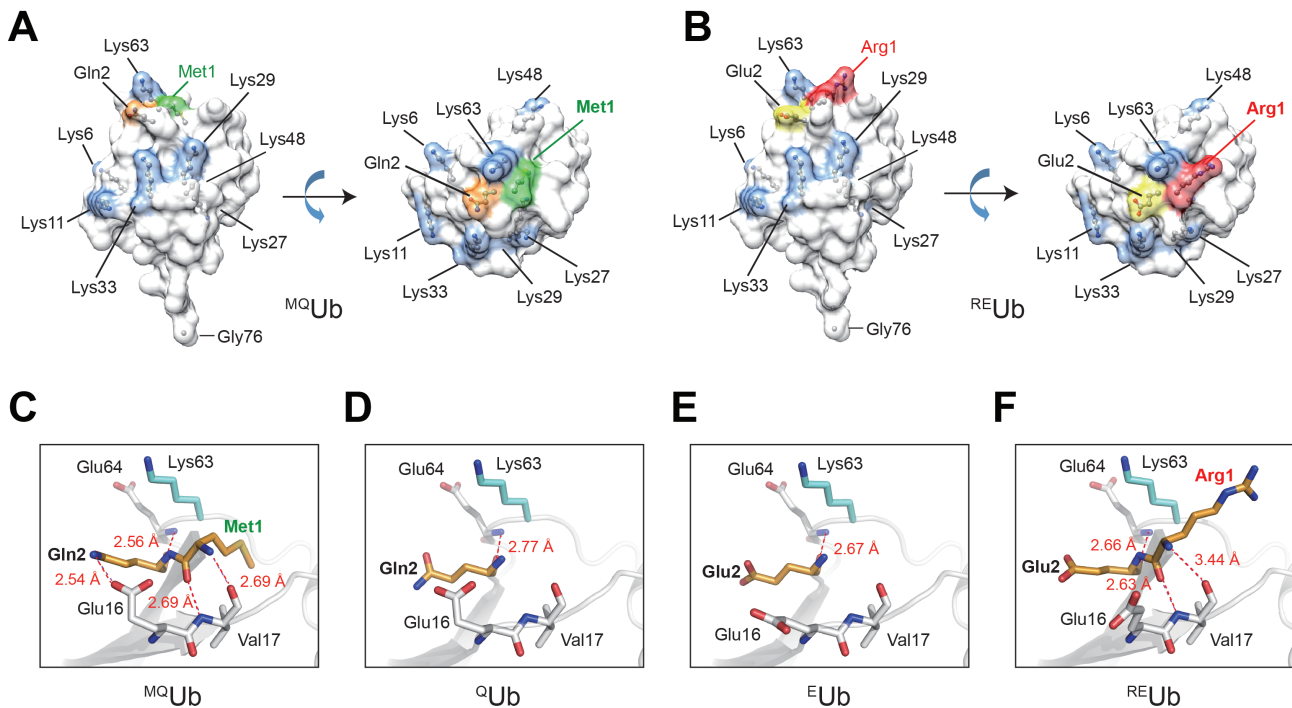 A
Lys63
Gln2
Met1
Lys29
Lys6
Lys48
Lys11
Lys27
Lys33
Gly76
MQUb
Lys48
Lys6
Lys63
Met1
Gln2
Lys11
Lys27
Lys33
Lys29
B
Arg1
Lys63
Glu2
Lys29
Lys6
Lys48
Lys11
Lys27
Lys33
Gly76
REUb
Lys48
Lys6
Lys63
Arg1
Glu2
Lys11
Lys27
Lys33
Lys29
C
Glu64
Lys63
Met1
2.56 Å
Gln2
2.54 Å
2.69 Å
Glu16
2.69 Å
Val17
MQUb
D
Glu64
Lys63
2.77 Å
Gln2
Glu16
Val17
QUb
E
Glu64
Lys63
2.67 Å
Glu2
Glu16
Val17
EUb
F
Glu64
Lys63
Arg1
2.66 Å
3.44 Å
Glu2
2.63 Å
Glu16
Val17
REUb